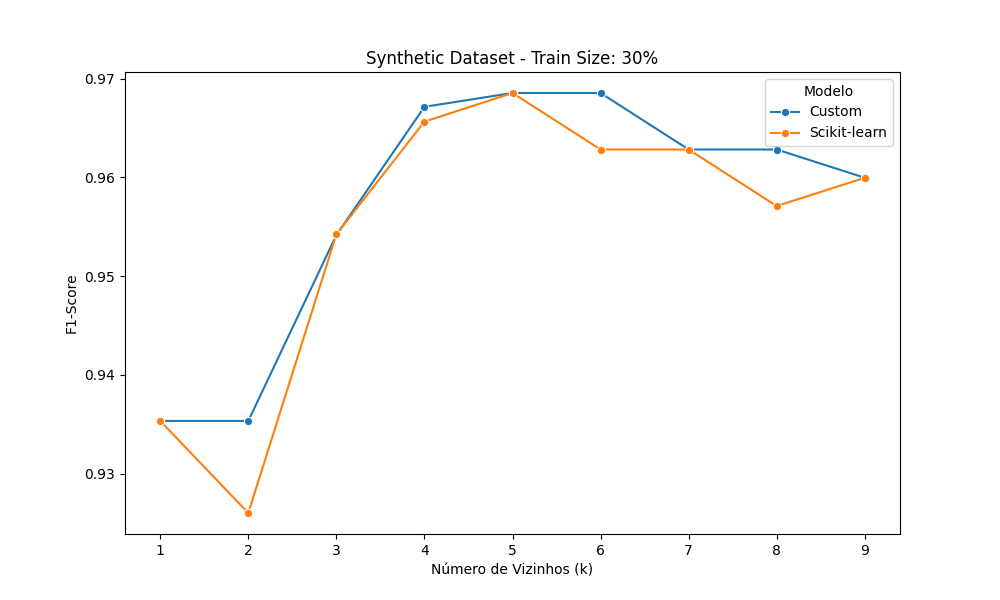 Synthetic Dataset - Train Size: 30%
Modelo
Custom
Scikit-learn
F1-Score
0.97
0.96
0.95
0.94
0.93
1 2 3 4 5 6 7 8 9
Número de Vizinhos (k)